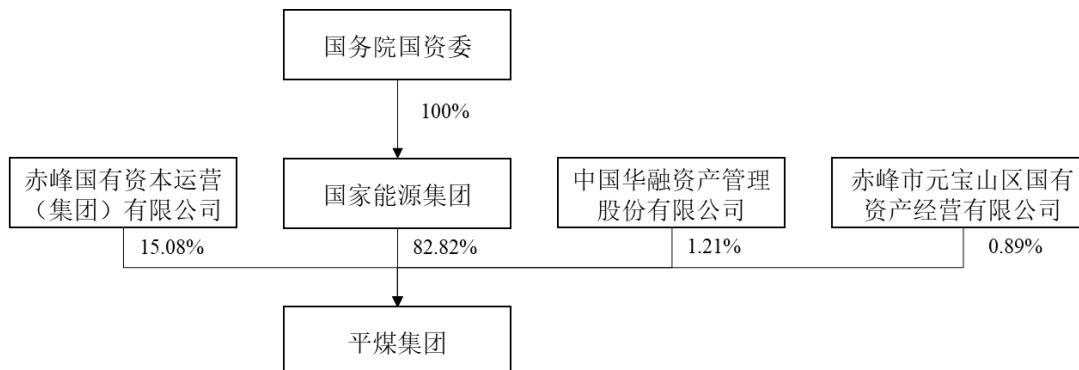 国务院国资委
100%
赤峰国有资本运营
（集团）有限公司
国家能源集团
中国华融资产管理
股份有限公司
赤峰市元宝山区国有
资产经营有限公司
15.08%
82.82%
1.21%
0.89%
平煤集团